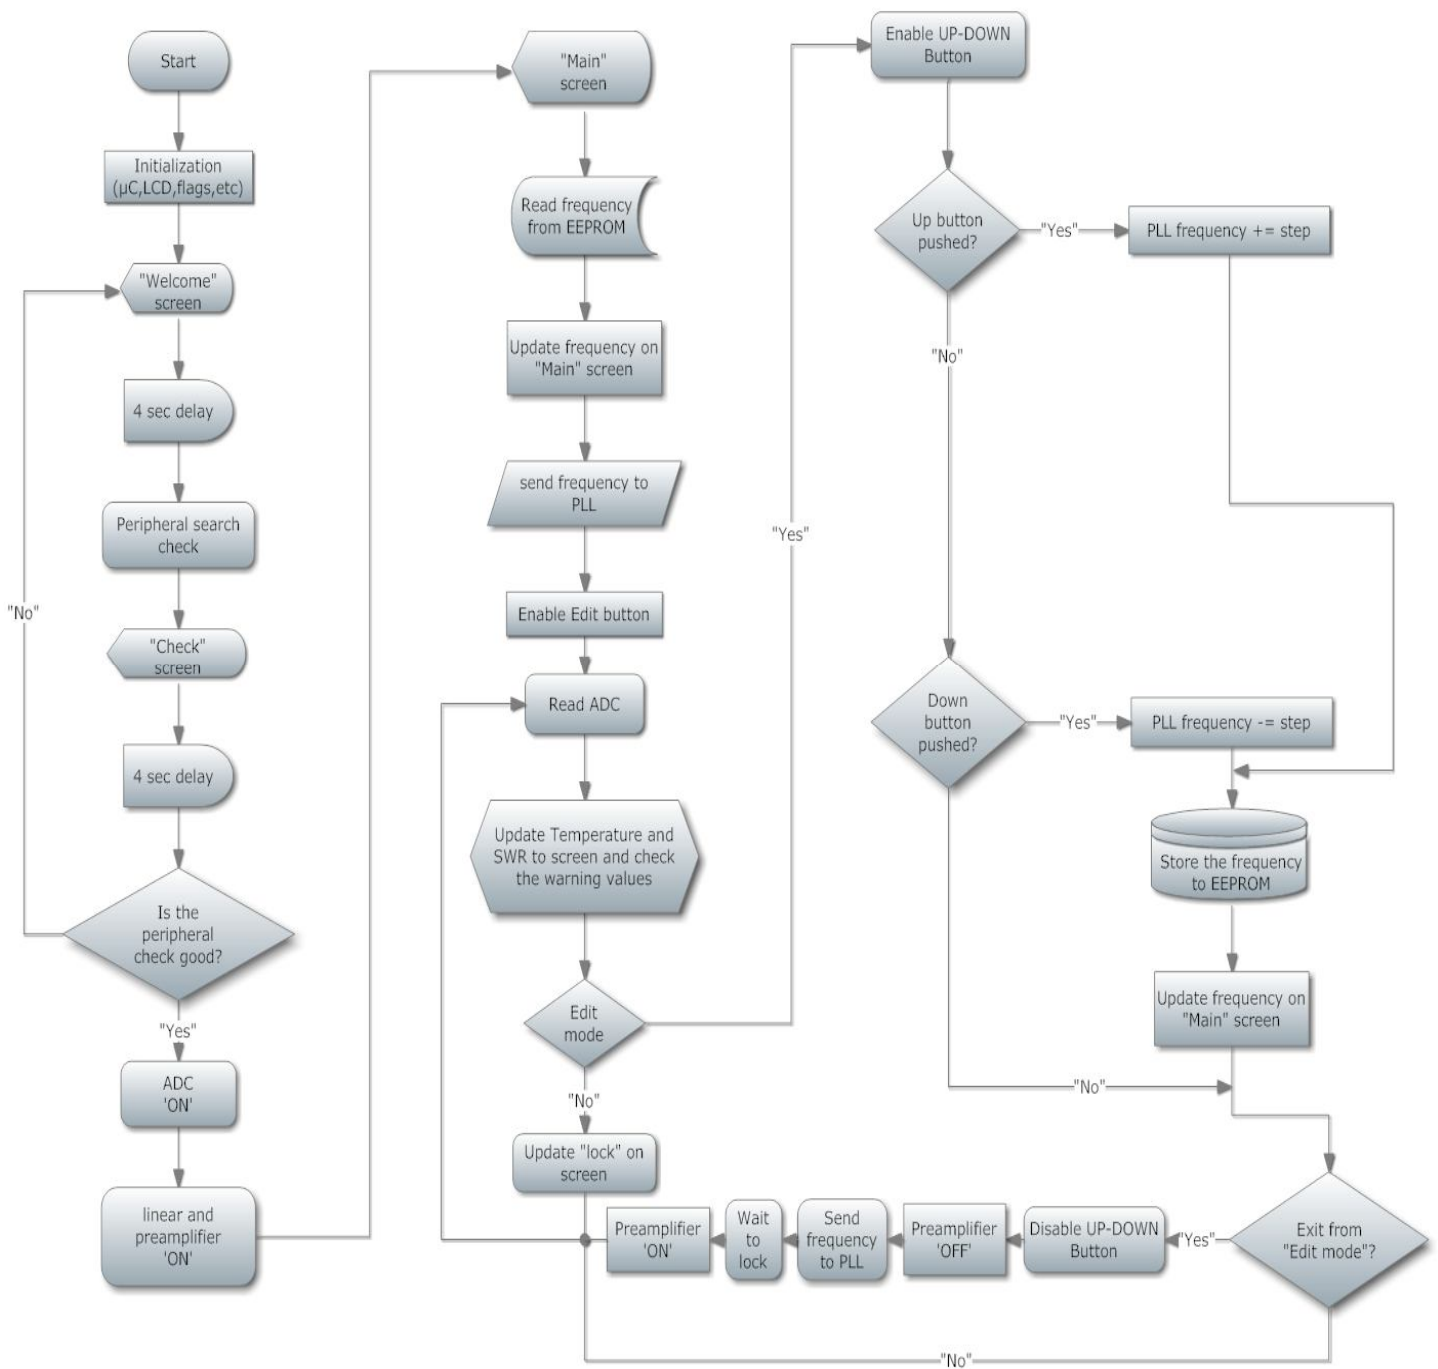 Start
Initialization
(µC,LCD,flags,etc)
"Welcome"
screen
4 sec delay
Peripheral search
check
"No"
"Check"
screen
4 sec delay
Is the
peripheral
check good?
"Yes"
ADC
'ON'
linear and
preamplifier
'ON'
"Main"
screen
Read frequency
from EEPROM
Update frequency on
"Main" screen
send frequency to
PLL
Enable Edit button
Read ADC
Update Temperature and
SWR to screen and check
the warning values
Edit
mode
"Yes"
"No"
Update "lock" on
screen
Enable UP-DOWN
Button
Up button
pushed?
"Yes"
PLL frequency += step
"No"
Down
button
pushed?
"Yes"
PLL frequency -= step
Store the frequency
to EEPROM
Update frequency on
"Main" screen
"No"
Exit from
"Edit mode"?
"Yes"
Disable UP-DOWN
Button
Preamplifier
'OFF'
Send
frequency
to PLL
Wait
to
lock
Preamplifier
'ON'
"No"